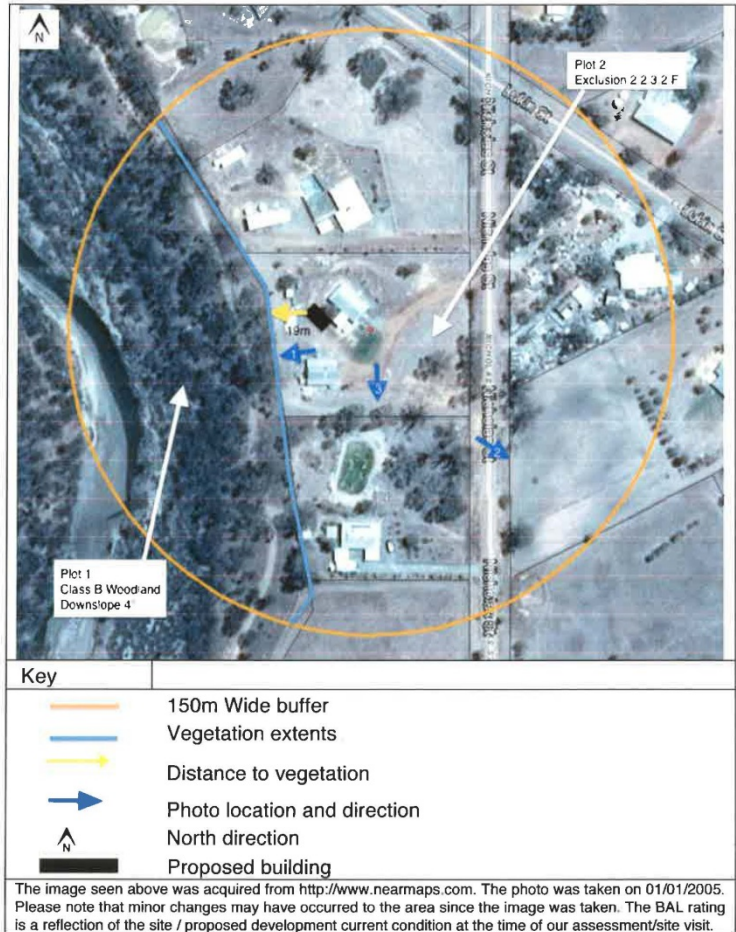 N
Plot 2
Exclusion 2 2 3 2 F
19m
1
3
2
Plot 1
Class B Woodland
Downslope 4°
Key
150m Wide buffer
Vegetation extents
Distance to vegetation
Photo location and direction
N
North direction
Proposed building
The image seen above was acquired from http://www.nearmaps.com. The photo was taken on 01/01/2005.
Please note that minor changes may have occurred to the area since the image was taken. The BAL rating
is a reflection of the site / proposed development current condition at the time of our assessment/site visit.